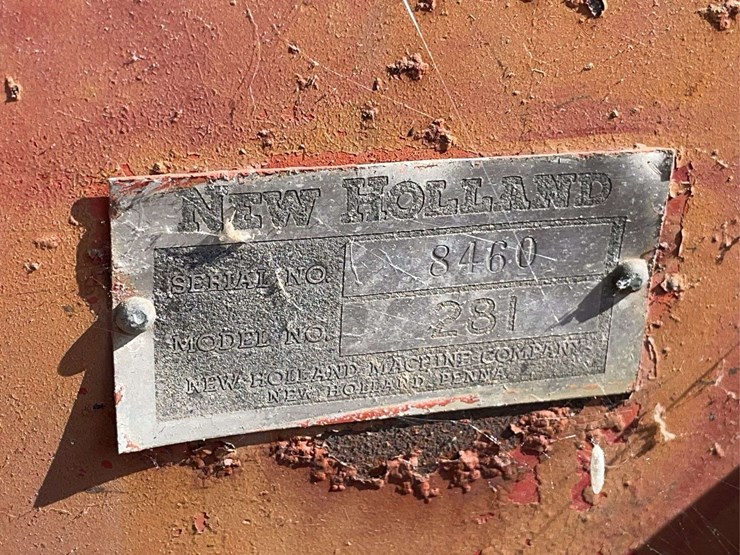 NEW HOLLAND
SERIAL NO. 8460
MODEL NO. 281
NEW HOLLAND MACHINE COMPANY
NEW HOLLAND, PENNA.